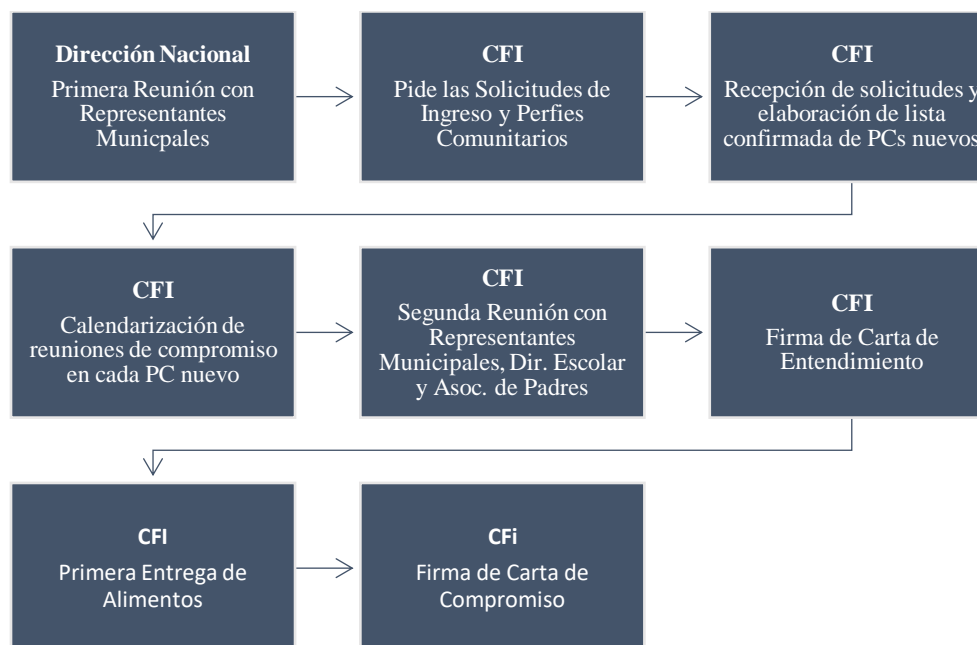 Dirección Nacional
Primera Reunión con
Representantes
Municpales
CFI
Pide las Solicitudes de
Ingreso y Perfies
Comunitarios
CFI
Recepción de solicitudes y
elaboración de lista
confirmada de PCs nuevos
CFI
Calendarización de
reuniones de compromiso
en cada PC nuevo
CFI
Segunda Reunión con
Representantes
Municipales, Dir. Escolar
y Asoc. de Padres
CFI
Firma de Carta de
Entendimiento
CFI
Primera Entrega de
Alimentos
CFi
Firma de Carta de
Compromiso